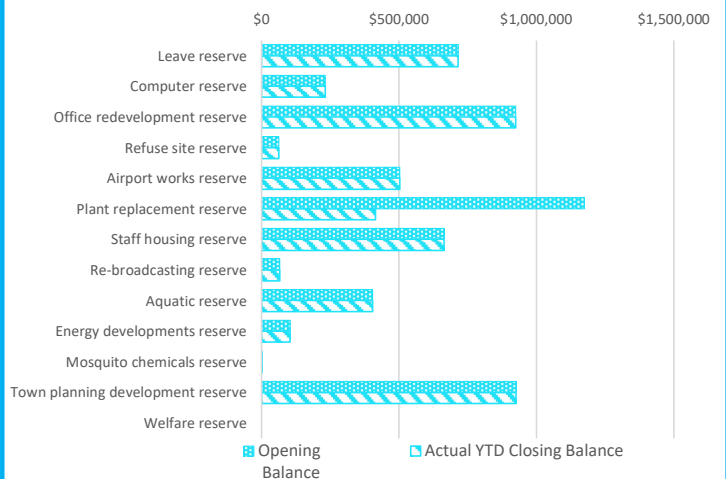 $0 $500,000 $1,000,000 $1,500,000
Leave reserve
Computer reserve
Office redevelopment reserve
Refuse site reserve
Airport works reserve
Plant replacement reserve
Staff housing reserve
Re-broadcasting reserve
Aquatic reserve
Energy developments reserve
Mosquito chemicals reserve
Town planning development reserve
Welfare reserve
Opening
Balance
Actual YTD Closing Balance